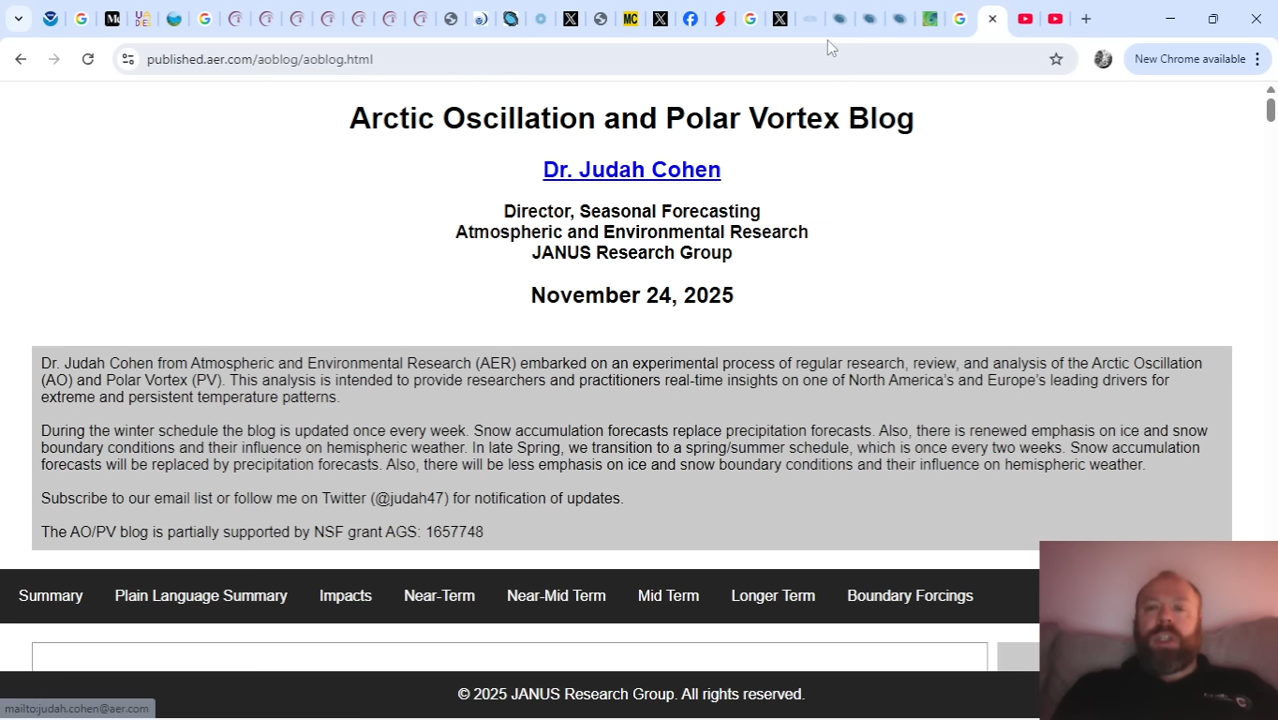 New Chrome available
published.aer.com/aoblog/aoblog.html
Arctic Oscillation and Polar Vortex Blog
Dr. Judah Cohen
Director, Seasonal Forecasting
Atmospheric and Environmental Research
JANUS Research Group
November 24, 2025
Dr. Judah Cohen from Atmospheric and Environmental Research (AER) embarked on an experimental process of regular research, review, and analysis of the Arctic Oscillation
(AO) and Polar Vortex (PV). This analysis is intended to provide researchers and practitioners real-time insights on one of North America's and Europe's leading drivers for
extreme and persistent temperature patterns.
During the winter schedule the blog is updated once every week. Snow accumulation forecasts replace precipitation forecasts. Also, there is renewed emphasis on ice and snow
boundary conditions and their influence on hemispheric weather. In late Spring, we transition to a spring/summer schedule, which is once every two weeks. Snow accumulation
forecasts will be replaced by precipitation forecasts. Also, there will be less emphasis on ice and snow boundary conditions and their influence on hemispheric weather.
Subscribe to our email list or follow me on Twitter (@judah47) for notification of updates.
The AO/PV blog is partially supported by NSF grant AGS: 1657748
Summary Plain Language Summary Impacts Near-Term Near-Mid Term Mid Term Longer Term Boundary Forcings
© 2025 JANUS Research Group. All rights reserved.
mailto:judah.cohen@aer.com